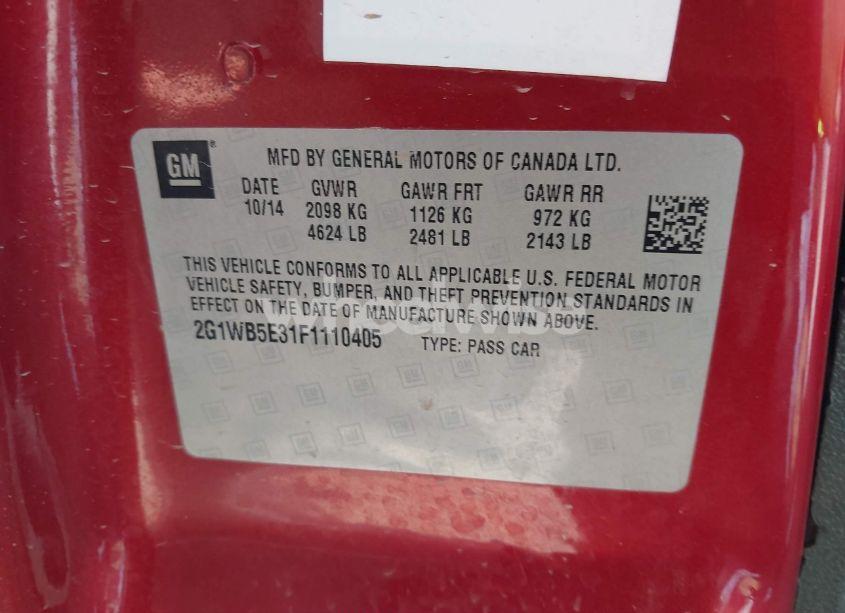 GM
MFD BY GENERAL MOTORS OF CANADA LTD.
DATE GVWR GAWR FRT GAWR RR
10/14 2098 KG 1126 KG 972 KG
4624 LB 2481 LB 2143 LB
THIS VEHICLE CONFORMS TO ALL APPLICABLE U.S. FEDERAL MOTOR
VEHICLE SAFETY, BUMPER, AND THEFT PREVENTION STANDARDS IN
EFFECT ON THE DATE OF MANUFACTURE SHOWN ABOVE.
2G1WB5E31F1110405 TYPE: PASS CAR